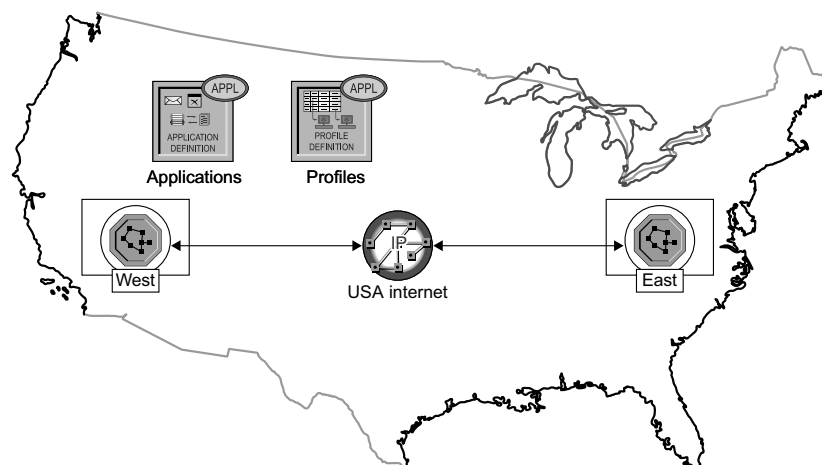 APPL
APPLICATION
DEFINITION
Applications
APPL
PROFILE
DEFINITION
Profiles
West
IP
USA internet
East